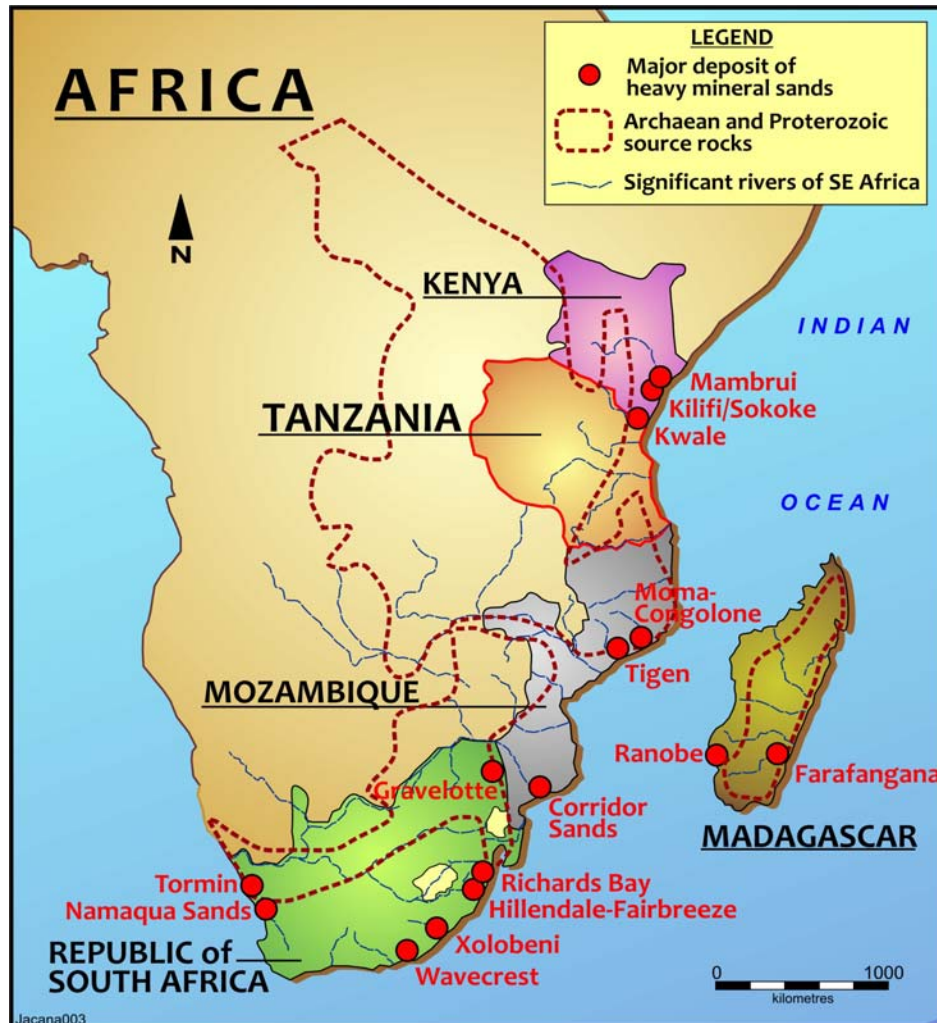 AFRICA
LEGEND
Major deposit of
heavy mineral sands
Archaean and Proterozoic
source rocks
Significant rivers of SE Africa
N
KENYA
INDIAN
Mambrui
Kilifi/Sokoke
Kwale
TANZANIA
OCEAN
Moma-
Congolone
Tigen
MOZAMBIQUE
Ranobe
Farafangana
Gravelotte
Corridor
Sands
MADAGASCAR
Tormin
Namaqua Sands
Richards Bay
Hillendale-Fairbreeze
Xolobeni
Wavecrest
REPUBLIC of
SOUTH AFRICA
0 1000
kilometres
Jacana003